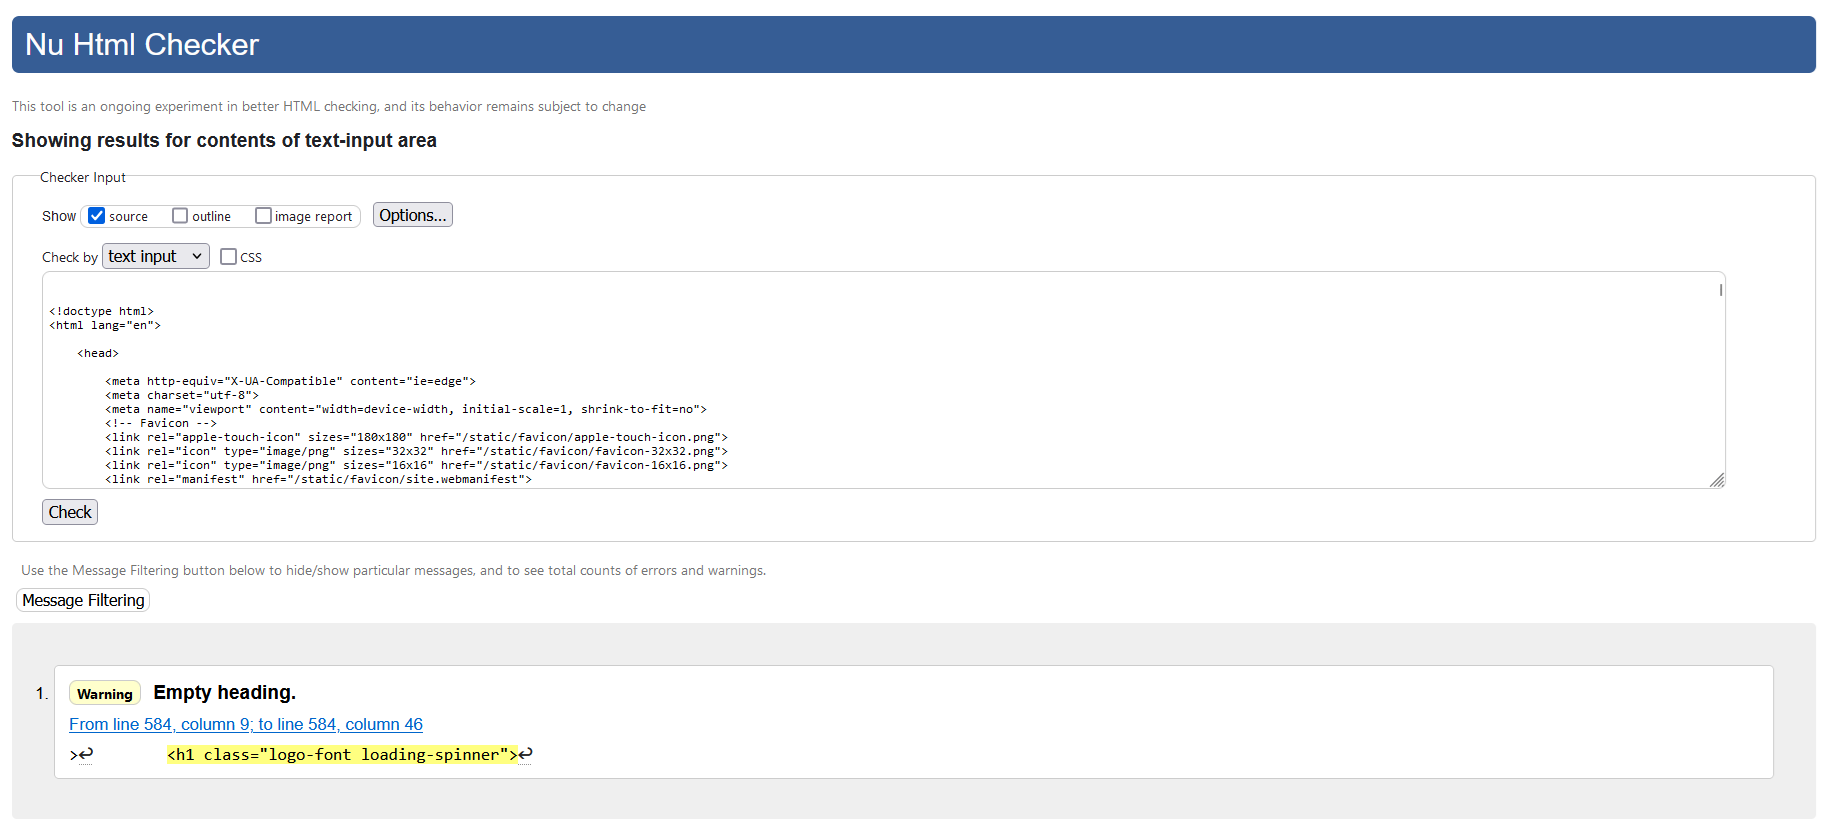 Nu Html Checker
This tool is an ongoing experiment in better HTML checking, and its behavior remains subject to change
Showing results for contents of text-input area
Checker Input
Show source outline image report Options...
Check by text input CSS
<!doctype html>
<html lang="en">
<head>
<meta http-equiv="X-UA-Compatible" content="ie=edge">
<meta charset="utf-8">
<meta name="viewport" content="width=device-width, initial-scale=1, shrink-to-fit=no">
<!-- Favicon -->
<link rel="apple-touch-icon" sizes="180x180" href="/static/favicon/apple-touch-icon.png">
<link rel="icon" type="image/png" sizes="32x32" href="/static/favicon/favicon-32x32.png">
<link rel="icon" type="image/png" sizes="16x16" href="/static/favicon/favicon-16x16.png">
<link rel="manifest" href="/static/favicon/site.webmanifest">
Check
Use the Message Filtering button below to hide/show particular messages, and to see total counts of errors and warnings.
Message Filtering
1. Warning Empty heading.
From line 584, column 9; to line 584, column 46
>↩ <h1 class="logo-font loading-spinner">↩